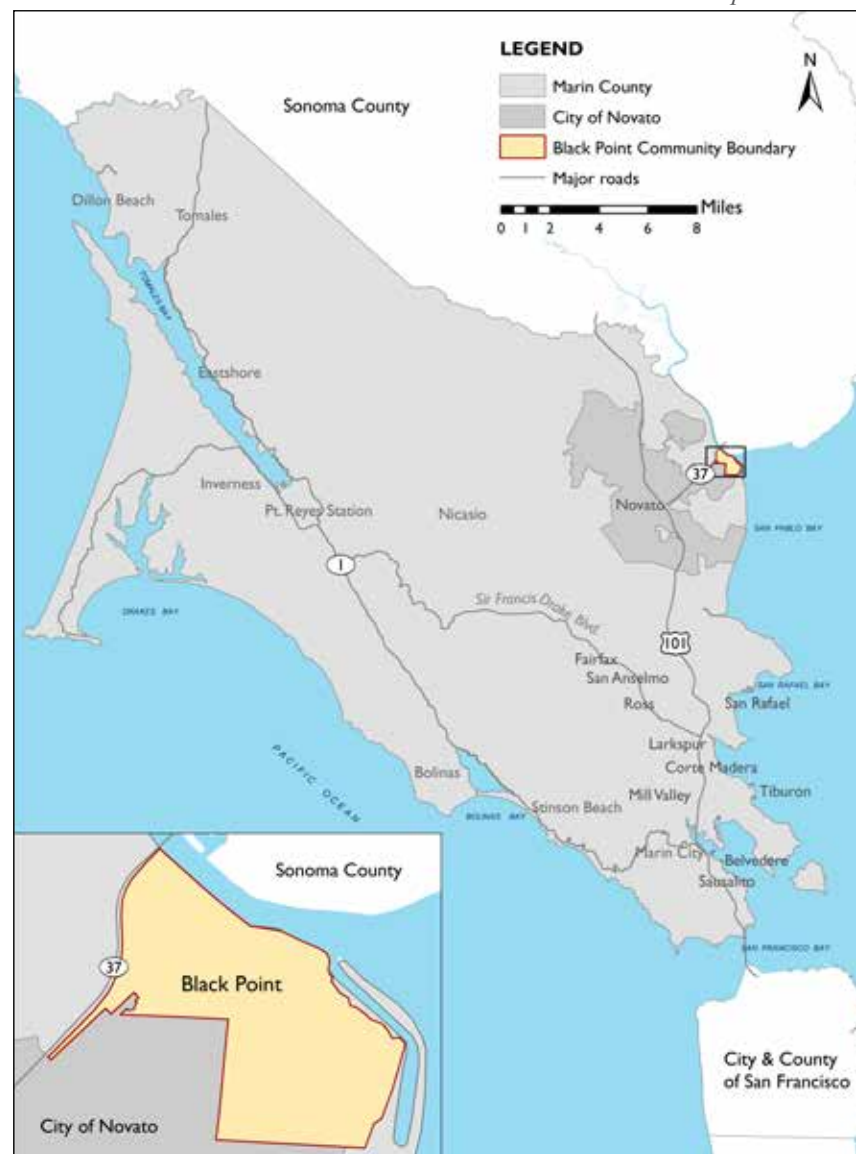 LEGEND
Marin County
City of Novato
Black Point Community Boundary
Major roads
Miles
0 1 2 4 6 8
N
Sonoma County
Dillon Beach
Tomales
TOMALES BAY
Eastshore
Inverness
Pt. Reyes Station
Nicasio
1
37
Novato
SAN PABLO BAY
DRAKES BAY
Sir Francis Drake Blvd.
101
Fairfax
San Anselmo
Ross
SAN RAFAEL BAY
San Rafael
Larkspur
Corte Madera
Mill Valley
Tiburon
PACIFIC OCEAN
Bolinas
BOLINAS BAY
Stinson Beach
Marin City
Belvedere
Sausalito
SAN FRANCISCO BAY
City & County
of San Francisco
Sonoma County
37
Black Point
City of Novato